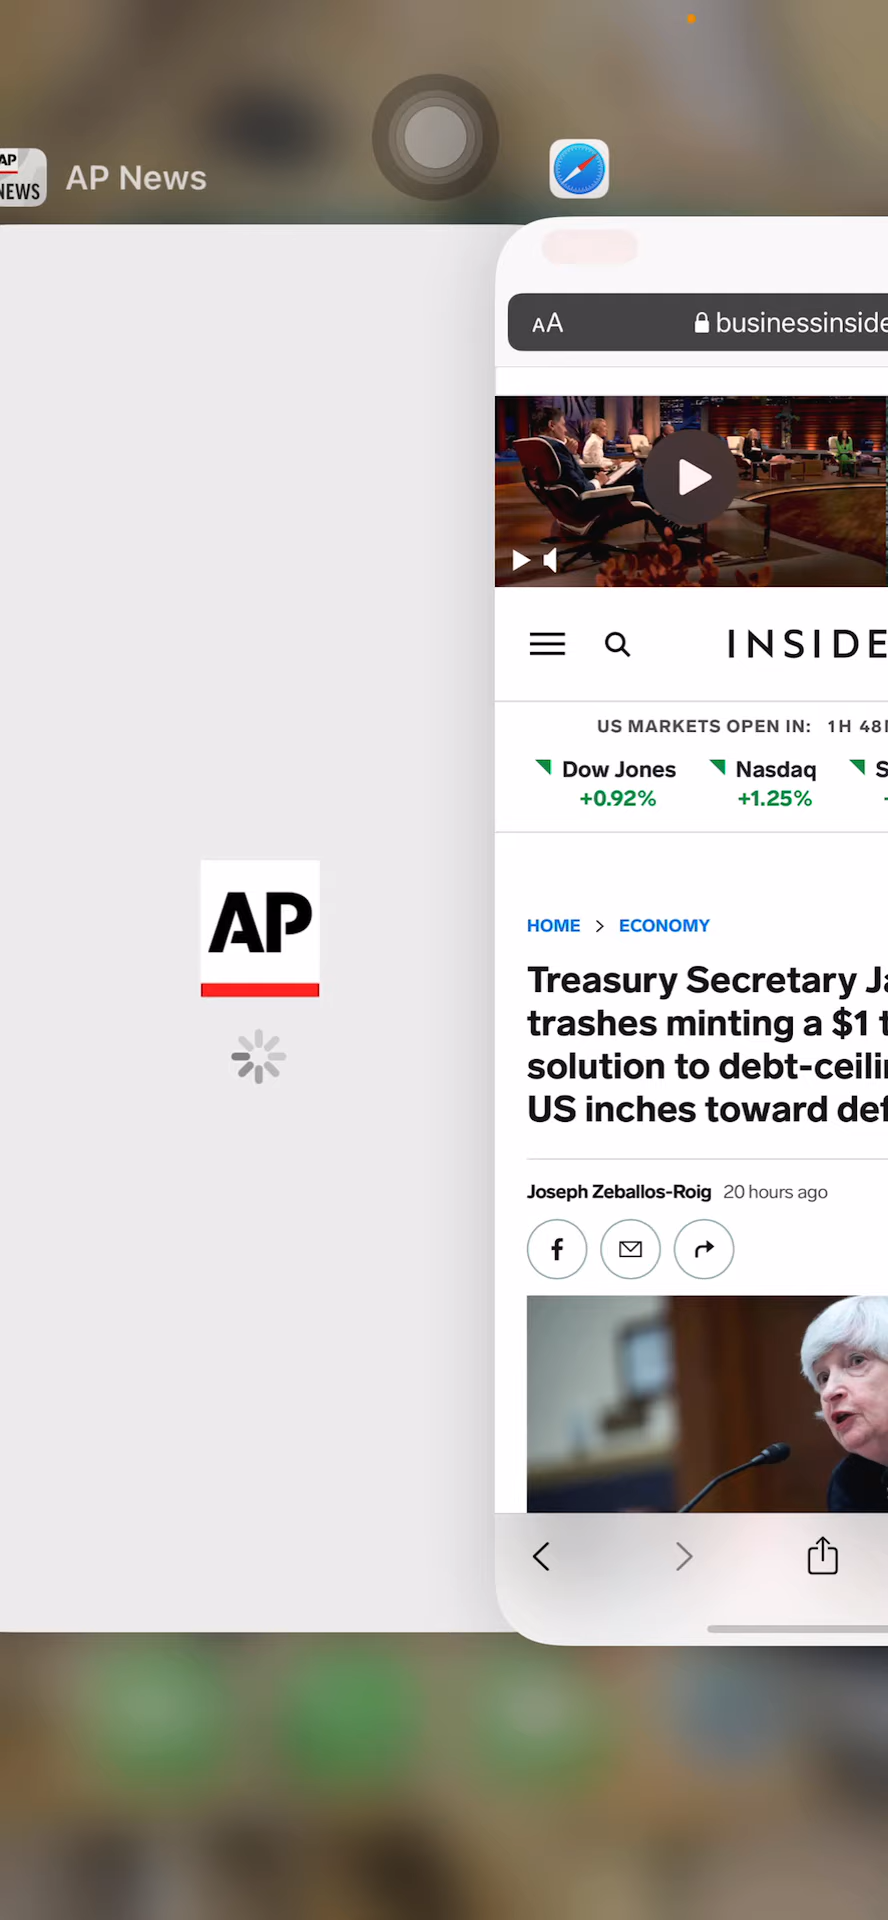 AP
NEWS
AP News
AA
businessinside
INSIDE
US MARKETS OPEN IN: 1H 48
Dow Jones
Nasdaq
S
+0.92%
+1.25%
HOME > ECONOMY
Treasury Secretary Ja
trashes minting a $1 t
solution to debt-ceili
US inches toward def
Joseph Zeballos-Roig 20 hours ago
f
AP